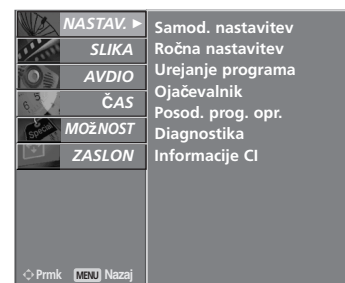 NASTAV. ►
SLIKA
AVDIO
ČAS
MOŽNOST
ZASLON
Samod. nastavitev
Ročna nastavitev
Urejanje programa
Ojačevalnik
Posod. prog. opr.
Diagnostika
Informacije CI
Prmk MENU Nazaj